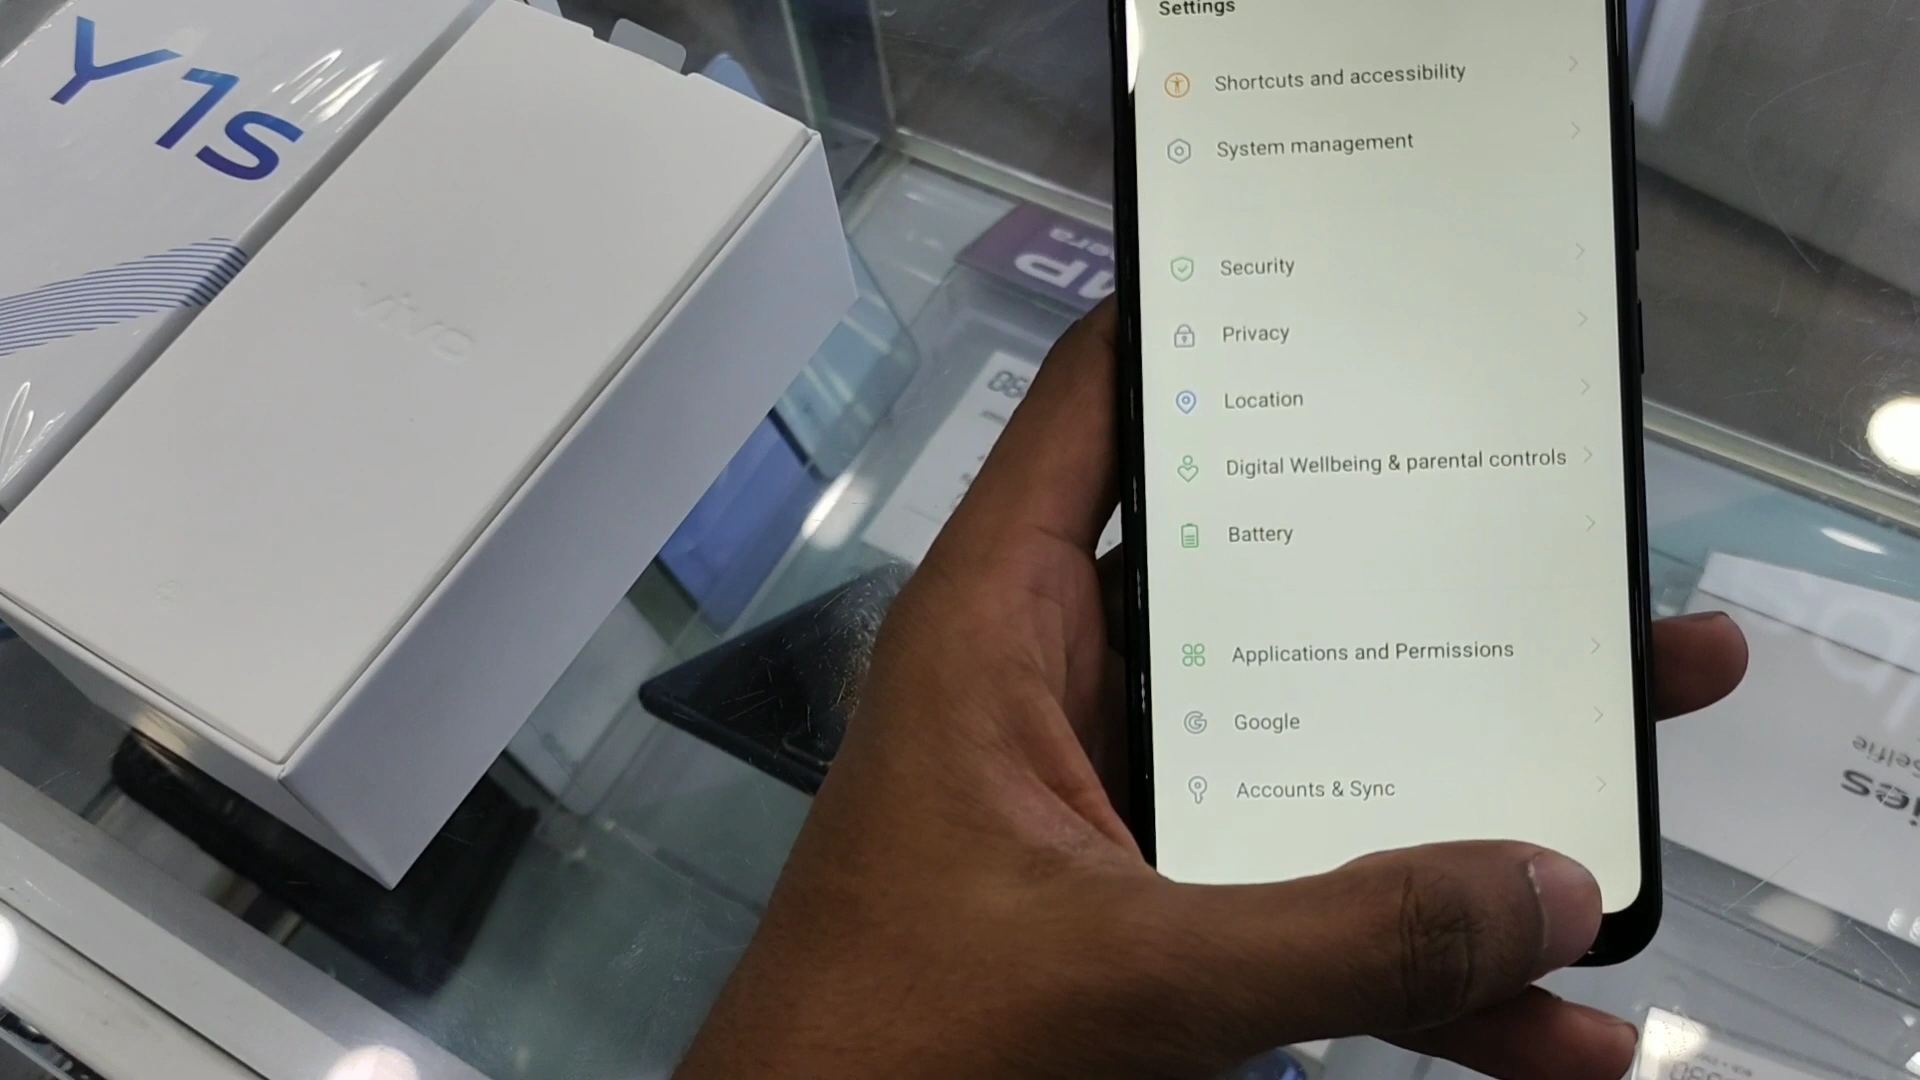 Y1s
vivo
Settings
Shortcuts and accessibility
System management
Security
Privacy
Location
Digital Wellbeing & parental controls
Battery
Applications and Permissions
Google
Accounts & Sync